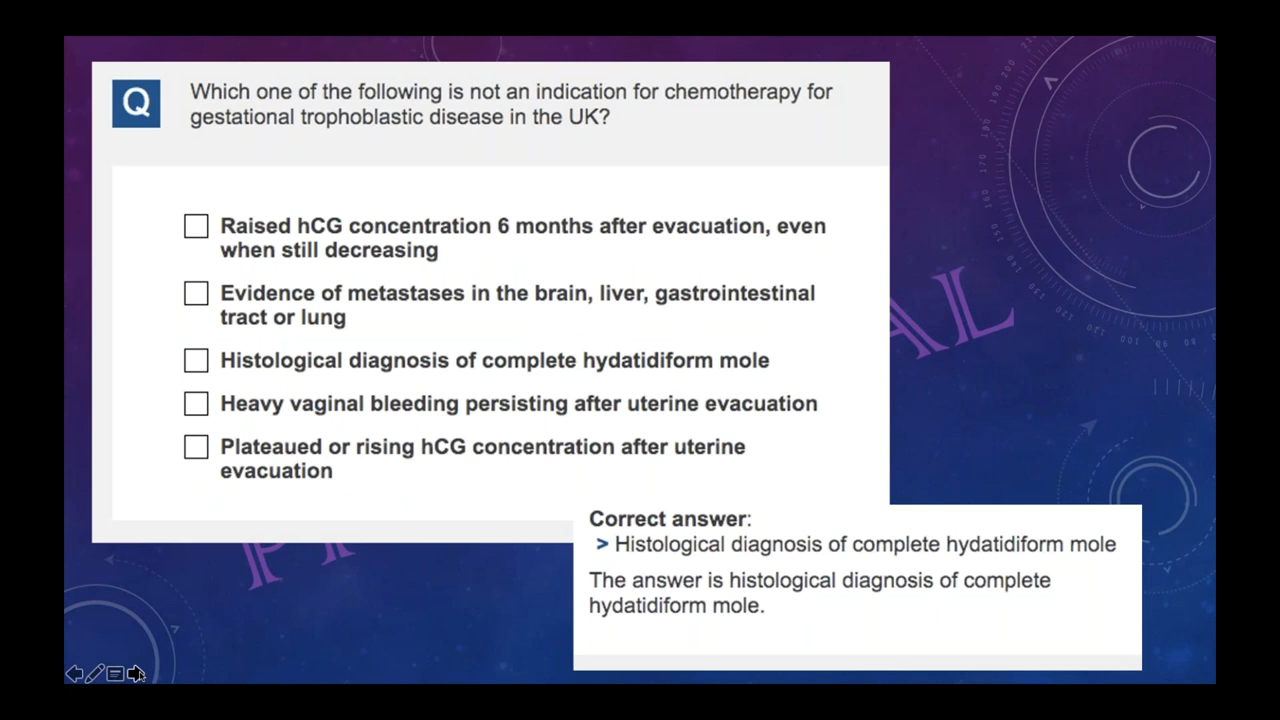 Q
Which one of the following is not an indication for chemotherapy for
gestational trophoblastic disease in the UK?
Raised hCG concentration 6 months after evacuation, even
when still decreasing
Evidence of metastases in the brain, liver, gastrointestinal
tract or lung
Histological diagnosis of complete hydatidiform mole
Heavy vaginal bleeding persisting after uterine evacuation
Plateaued or rising hCG concentration after uterine
evacuation
Correct answer:
> Histological diagnosis of complete hydatidiform mole
The answer is histological diagnosis of complete
hydatidiform mole.